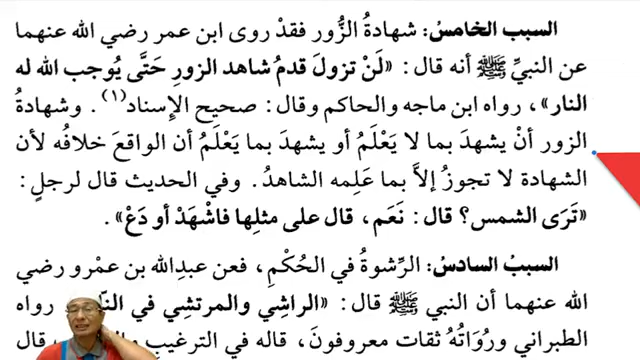 السبب الخامس: شهادةُ الزُّور فقدْ روى ابن عمر رضي الله عنهما
عن النبيِّ ﷺ أنه قال: «لَنْ تزولَ قدمُ شاهد الزورِ حَتَّى يُوجب الله له
النار»، رواه ابن ماجه والحاكم وقال: صحيح الإِسناد(١). وشهادةُ
الزور أنْ يشهدَ بما لا يَعْلَمُ أو يشهدَ بما يَعْلَمُ أن الواقعَ خلافُه لأن
الشهادة لا تجوزُ إلاَّ بما عَلِمه الشاهدُ. وفي الحديث قال لرجلٍ:
«تَرَى الشمس؟ قال: نَعَم، قال على مثلِها فاشْهَدْ أو دَعْ».
السببُ السادس: الرِّشوةُ في الحُكْمِ، فعن عبدِالله بن عمْرو رضي
الله عنهما أن النبي ﷺ قال: «الراشِي والمرتشِي في رواه
الطبراني ورُوَاتُهُ ثقات معروفونَ، قاله في الترغيبِ قال